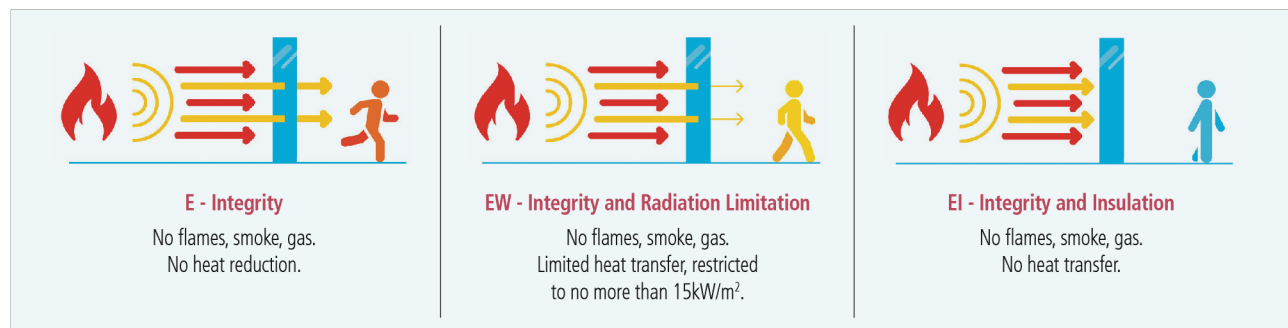 E - Integrity
No flames, smoke, gas.
No heat reduction.
EW - Integrity and Radiation Limitation
No flames, smoke, gas.
Limited heat transfer, restricted
to no more than 15kW/m².
EI - Integrity and Insulation
No flames, smoke, gas.
No heat transfer.